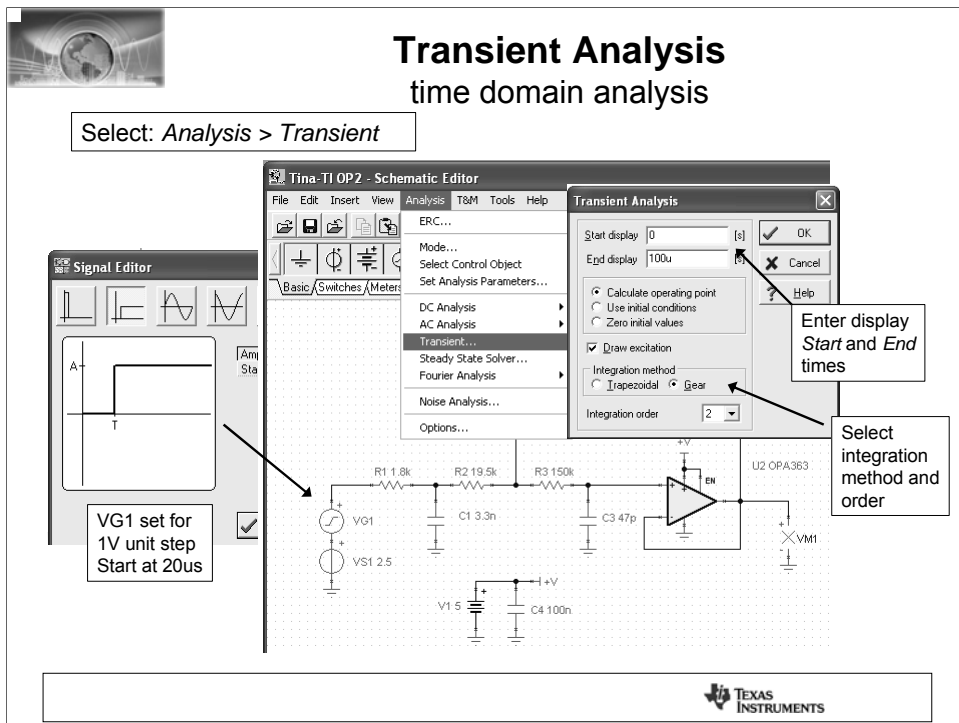 Transient Analysis
time domain analysis
Select: Analysis > Transient
Tina-TI OP2 - Schematic Editor
File Edit Insert View Analysis T&M Tools Help
Basic Switches Meters
ERC...
Mode...
Select Control Object
Set Analysis Parameters...
DC Analysis
AC Analysis
Transient...
Steady State Solver...
Fourier Analysis
Noise Analysis...
Options...
Transient Analysis
Start display 0 [s]
End display 100u [s]
OK
Cancel
Help
Calculate operating point
Use initial conditions
Zero initial values
Draw excitation
Integration method
Trapezoidal Gear
Integration order 2
Enter display
Start and End
times
Select
integration
method and
order
Signal Editor
A
T
Am
Sta
VG1 set for
1V unit step
Start at 20us
R1 1.8k
R2 19.5k
R3 150k
C1 3.3n
C3 47p
VG1
VS1 2.5
+V
EN
U2 OPA363
VM1
+V
V1 5
C4 100n
TEXAS
INSTRUMENTS